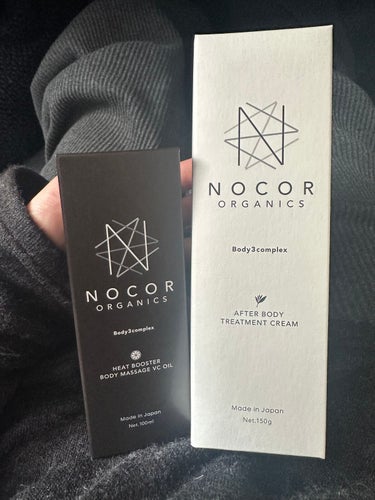 NOCOR
ORGANICS
Body3complex
HEAT BOOSTER
BODY MASSAGE VC OIL
Made in Japan
Net.100ml
NOCOR
ORGANICS
Body3complex
AFTER BODY
TREATMENT CREAM
Made in Japan
Net.150g